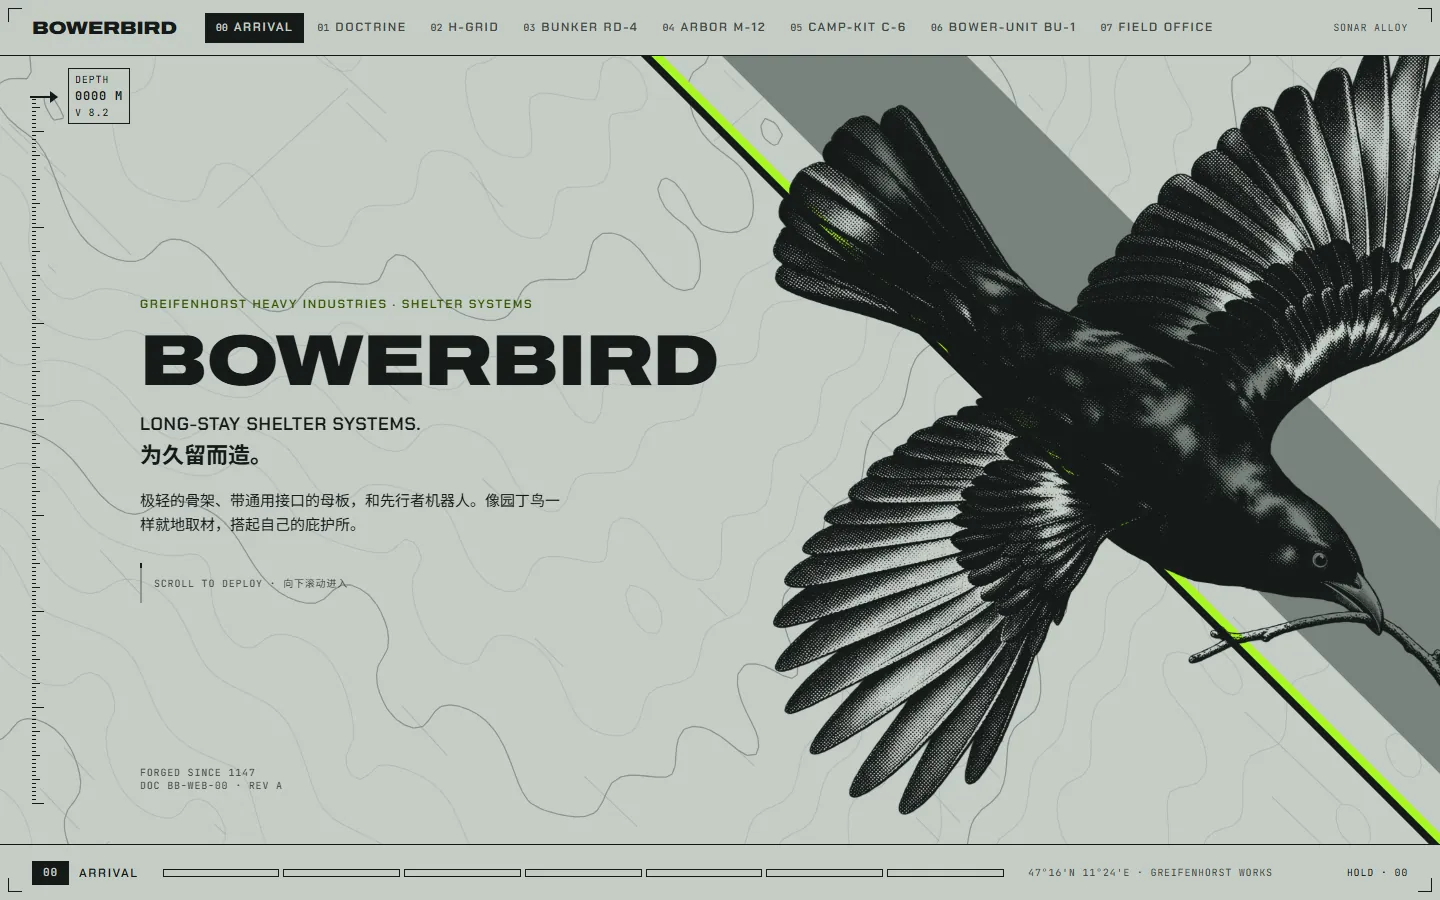 BOWERBIRD
00 ARRIVAL
01 DOCTRINE
02 H-GRID
03 BUNKER RD-4
04 ARBOR M-12
05 CAMP-KIT C-6
06 BOWER-UNIT BU-1
07 FIELD OFFICE
SONAR ALLOY
DEPTH
0000 M
V 8.2
GREIFENHORST HEAVY INDUSTRIES · SHELTER SYSTEMS
BOWERBIRD
LONG-STAY SHELTER SYSTEMS.
为久留而造。
极轻的骨架、带通用接口的母板，和先行者机器人。像园丁鸟一
样就地取材，搭起自己的庇护所。
SCROLL TO DEPLOY · 向下滚动进入
FORGED SINCE 1147
DOC BB-WEB-00 · REV A
00 ARRIVAL
47°16'N 11°24'E · GREIFENHORST WORKS
HOLD · 00